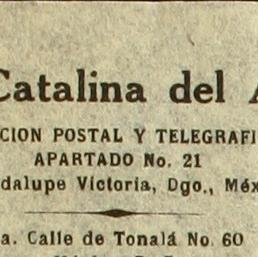 Catalina del A
CION POSTAL Y TELEGRAFI
APARTADO No. 21
dalupe Victoria, Dgo., Méx
a. Calle de Tonalá No. 60